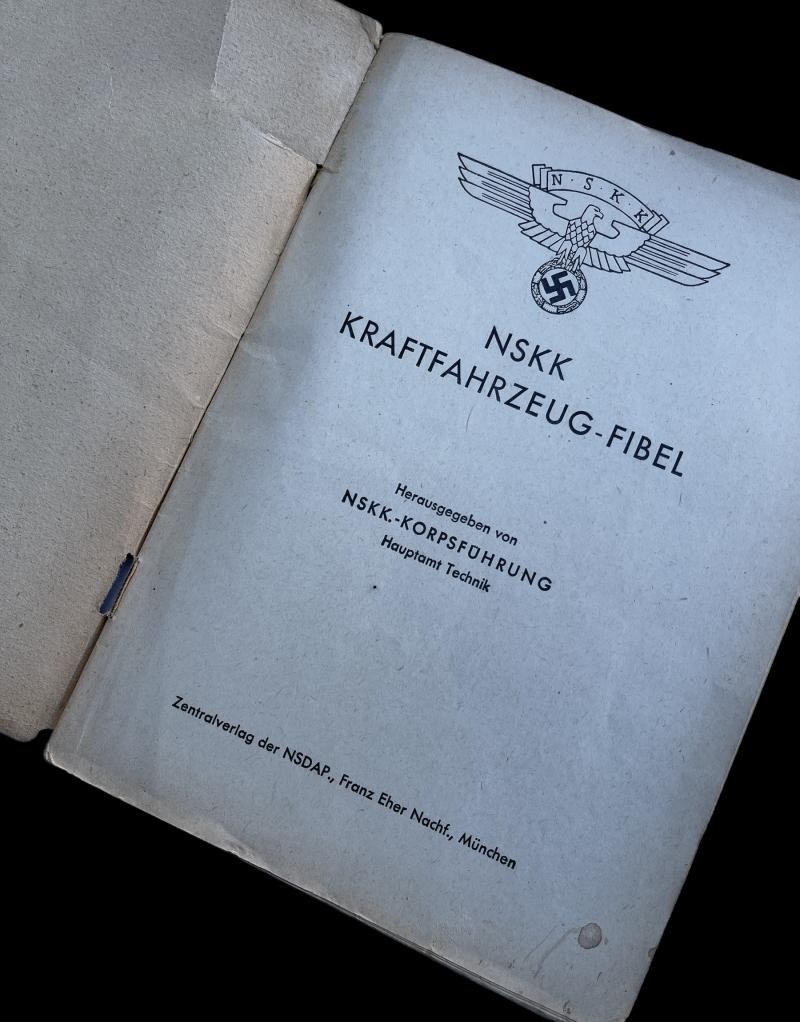 N·S·K·K
NSKK
KRAFTFAHRZEUG-FIBEL
Herausgegeben von
NSKK.-KORPSFÜHRUNG
Hauptamt Technik
Zentralverlag der NSDAP., Franz Eher Nachf., München